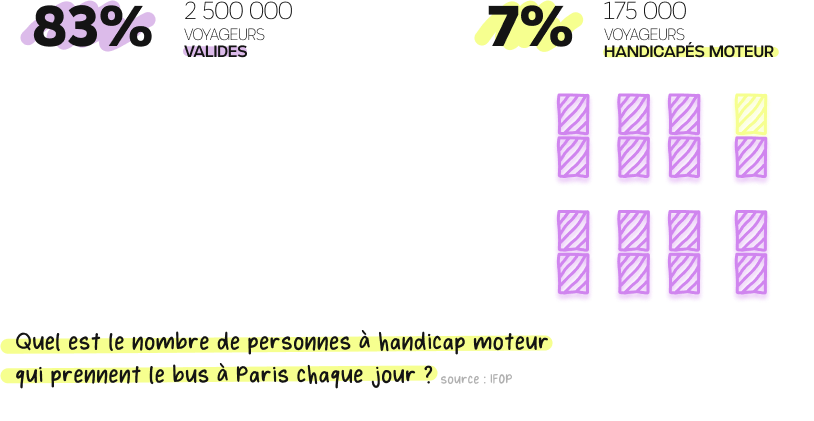 83%
2 500 000
VOYAGEURS
VALIDES
7%
175 000
VOYAGEURS
HANDICAPÉS MOTEUR
Quel est le nombre de personnes à handicap moteur
qui prennent le bus à Paris chaque jour ? source : IFOP